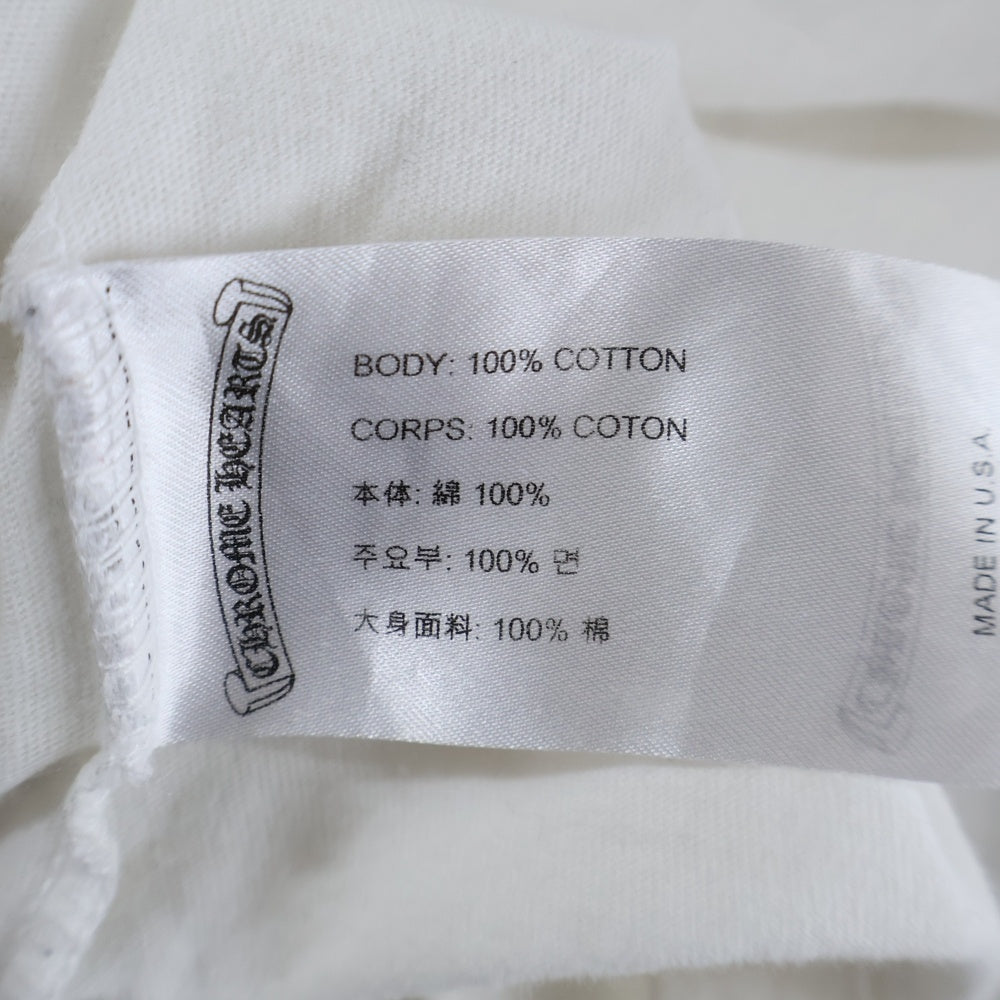 CHROME HEARTS
BODY: 100% COTTON
CORPS: 100% COTON
本体: 綿 100%
주요부: 100% 면
大身面料: 100% 棉
MADE IN U.S.A.